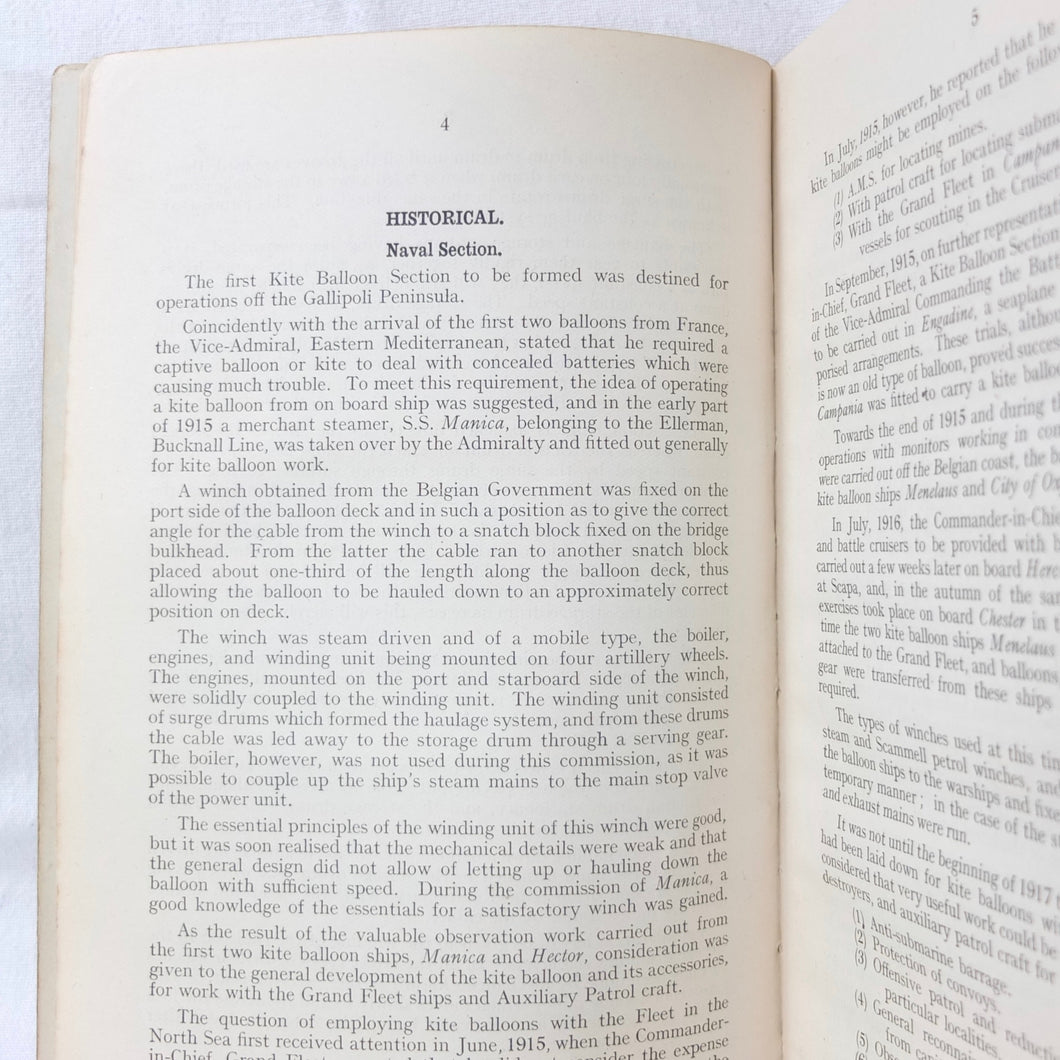 4
HISTORICAL.
Naval Section.
The first Kite Balloon Section to be formed was destined for
operations off the Gallipoli Peninsula.
Coincidently with the arrival of the first two balloons from France,
the Vice-Admiral, Eastern Mediterranean, stated that he required a
captive balloon or kite to deal with concealed batteries which were
causing much trouble. To meet this requirement, the idea of operating
a kite balloon from on board ship was suggested, and in the early part
of 1915 a merchant steamer, S.S. Manica, belonging to the Ellerman,
Bucknall Line, was taken over by the Admiralty and fitted out generally
for kite balloon work.
A winch obtained from the Belgian Government was fixed on the
port side of the balloon deck and in such a position as to give the correct
angle for the cable from the winch to a snatch block fixed on the bridge
bulkhead. From the latter the cable ran to another snatch block
placed about one-third of the length along the balloon deck, thus
allowing the balloon to be hauled down to an approximately correct
position on deck.
The winch was steam driven and of a mobile type, the boiler,
engines, and winding unit being mounted on four artillery wheels.
The engines, mounted on the port and starboard side of the winch,
were solidly coupled to the winding unit. The winding unit consisted
of surge drums which formed the haulage system, and from these drums
the cable was led away to the storage drum through a serving gear.
The boiler, however, was not used during this commission, as it was
possible to couple up the ship's steam mains to the main stop valve
of the power unit.
The essential principles of the winding unit of this winch were good,
but it was soon realised that the mechanical details were weak and that
the general design did not allow of letting up or hauling down the
balloon with sufficient speed. During the commission of Manica, a
good knowledge of the essentials for a satisfactory winch was gained.
As the result of the valuable observation work carried out from
the first two kite balloon ships, Manica and Hector, consideration was
given to the general development of the kite balloon and its accessories,
for work with the Grand Fleet ships and Auxiliary Patrol craft.
The question of employing kite balloons with the Fleet in the
North Sea first received attention in June, 1915, when the Commander-
in-Chief, Grand consider the expense
5
In July, 1915, however, he reported that he
kite balloons might be employed on the
(1) A.M.S. for locating mines.
(2) With patrol craft for locating
(3) With the Grand Fleet in
vessels for scouting in the Cruiser
In September, 1915, on further
in-Chief, Grand Fleet, a Kite Balloon Section
of the Vice-Admiral Commanding the
to be carried out in Engadine, a seaplane
porised arrangements. These trials,
is now an old type of balloon, proved
Campania was fitted to carry a kite
Towards the end of 1915 and during
operations with monitors working in
were carried out off the Belgian coast, the
kite balloon ships Menelaus and City of
In July, 1916, the Commander-in-Chief
and battle cruisers to be provided with
carried out a few weeks later on board
at Scapa, and, in the autumn of the
exercises took place on board Chester in
time the two kite balloon ships Menelaus
attached to the Grand Fleet, and balloons
gear were transferred from these ships
required.
The types of winches used at this
steam and Scammell petrol winches, and
the balloon ships to the warships and
temporary manner; in the case of the
and exhaust mains were run.
It was not until the beginning of 1917
had been laid down for kite balloons
considered that very useful work could be
destroyers, and auxiliary patrol craft for
(1) Anti-submarine barrage.
(2) Protection of convoys.
(3) Offensive patrol and
particular localities.
(4) General
from
(5)